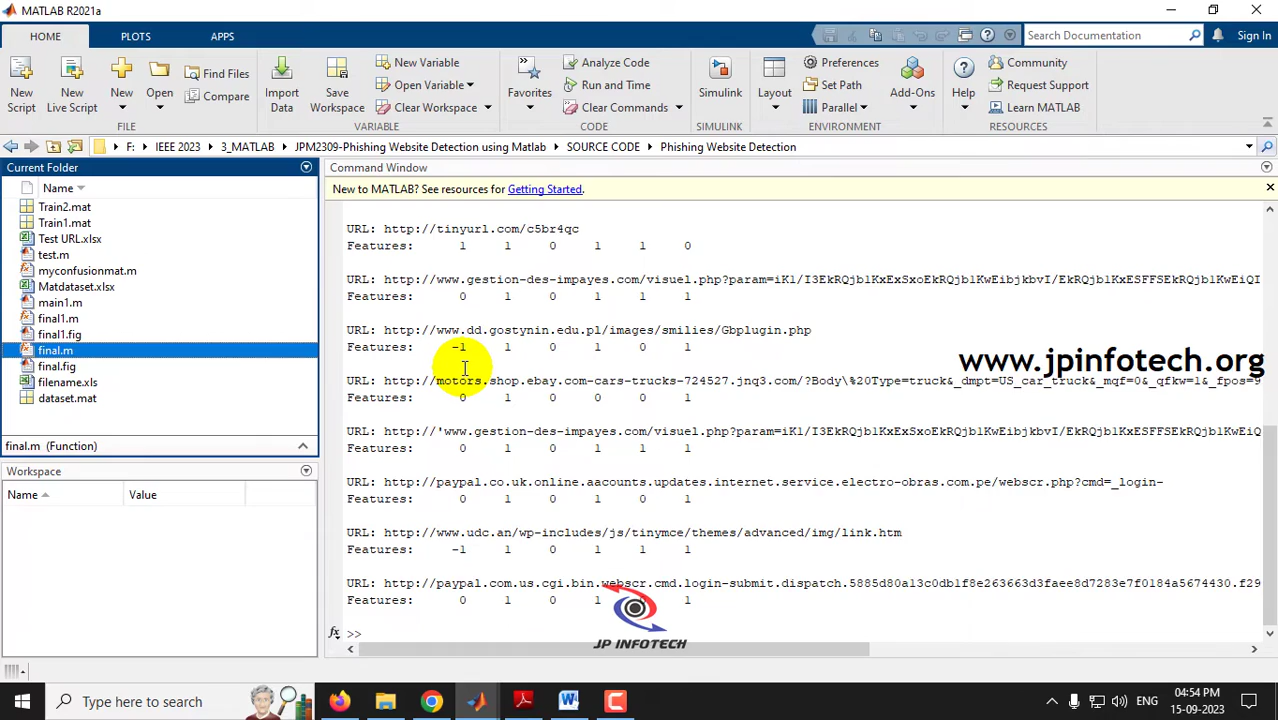 MATLAB R2021a
HOME PLOTS APPS Search Documentation Sign In
New Script New Live Script New Open Find Files Compare Import Data Save Workspace New Variable Open Variable Clear Workspace Favorites Analyze Code Run and Time Clear Commands Simulink Layout Preferences Set Path Parallel Add-Ons Help Community Request Support Learn MATLAB
FILE VARIABLE CODE SIMULINK ENVIRONMENT RESOURCES
F: IEEE 2023 3_MATLAB JPM2309-Phishing Website Detection using Matlab SOURCE CODE Phishing Website Detection
Current Folder
Name
Train2.mat
Train1.mat
Test URL.xlsx
test.m
myconfusionmat.m
Matdataset.xlsx
main1.m
final1.m
final1.fig
final.m
final.fig
filename.xls
dataset.mat
final.m (Function)
Workspace
Name Value
Command Window
New to MATLAB? See resources for Getting Started.
URL: http://tinyurl.com/c5br4qc
Features: 1 1 0 1 1 0
URL: http://www.gestion-des-impayes.com/visuel.php?param=iK1/I3EkRQjb1KxExSxoEkRQjb1KwEibjkbvI/EkRQjb1KxESFFSEkRQjb1KwEiQI
Features: 0 1 0 1 1 1
URL: http://www.dd.gostynin.edu.pl/images/smilies/Gbplugin.php
Features: -1 1 0 1 0 1
URL: http://motors.shop.ebay.com-cars-trucks-724527.jnq3.com/?Body\%20Type=truck&_dmpt=US_car_truck&_mqf=0&_qfkw=1&_fpos=9
Features: 0 1 0 0 0 1
URL: http://'www.gestion-des-impayes.com/visuel.php?param=iK1/I3EkRQjb1KxExSxoEkRQjb1KwEibjkbvI/EkRQjb1KxESFFSEkRQjb1KwEiQ
Features: 0 1 0 1 1 1
URL: http://paypal.co.uk.online.aacounts.updates.internet.service.electro-obras.com.pe/webscr.php?cmd=_login-
Features: 0 1 0 1 0 1
URL: http://www.udc.an/wp-includes/js/tinymce/themes/advanced/img/link.htm
Features: -1 1 0 1 1 1
URL: http://paypal.com.us.cgi.bin.webscr.cmd.login-submit.dispatch.5885d80a13c0db1f8e263663d3faee8d7283e7f0184a5674430.f29
Features: 0 1 0 1 1
fx >>
www.jpinfotech.org
JP INFOTECH
Type here to search
ENG
04:54 PM
15-09-2023